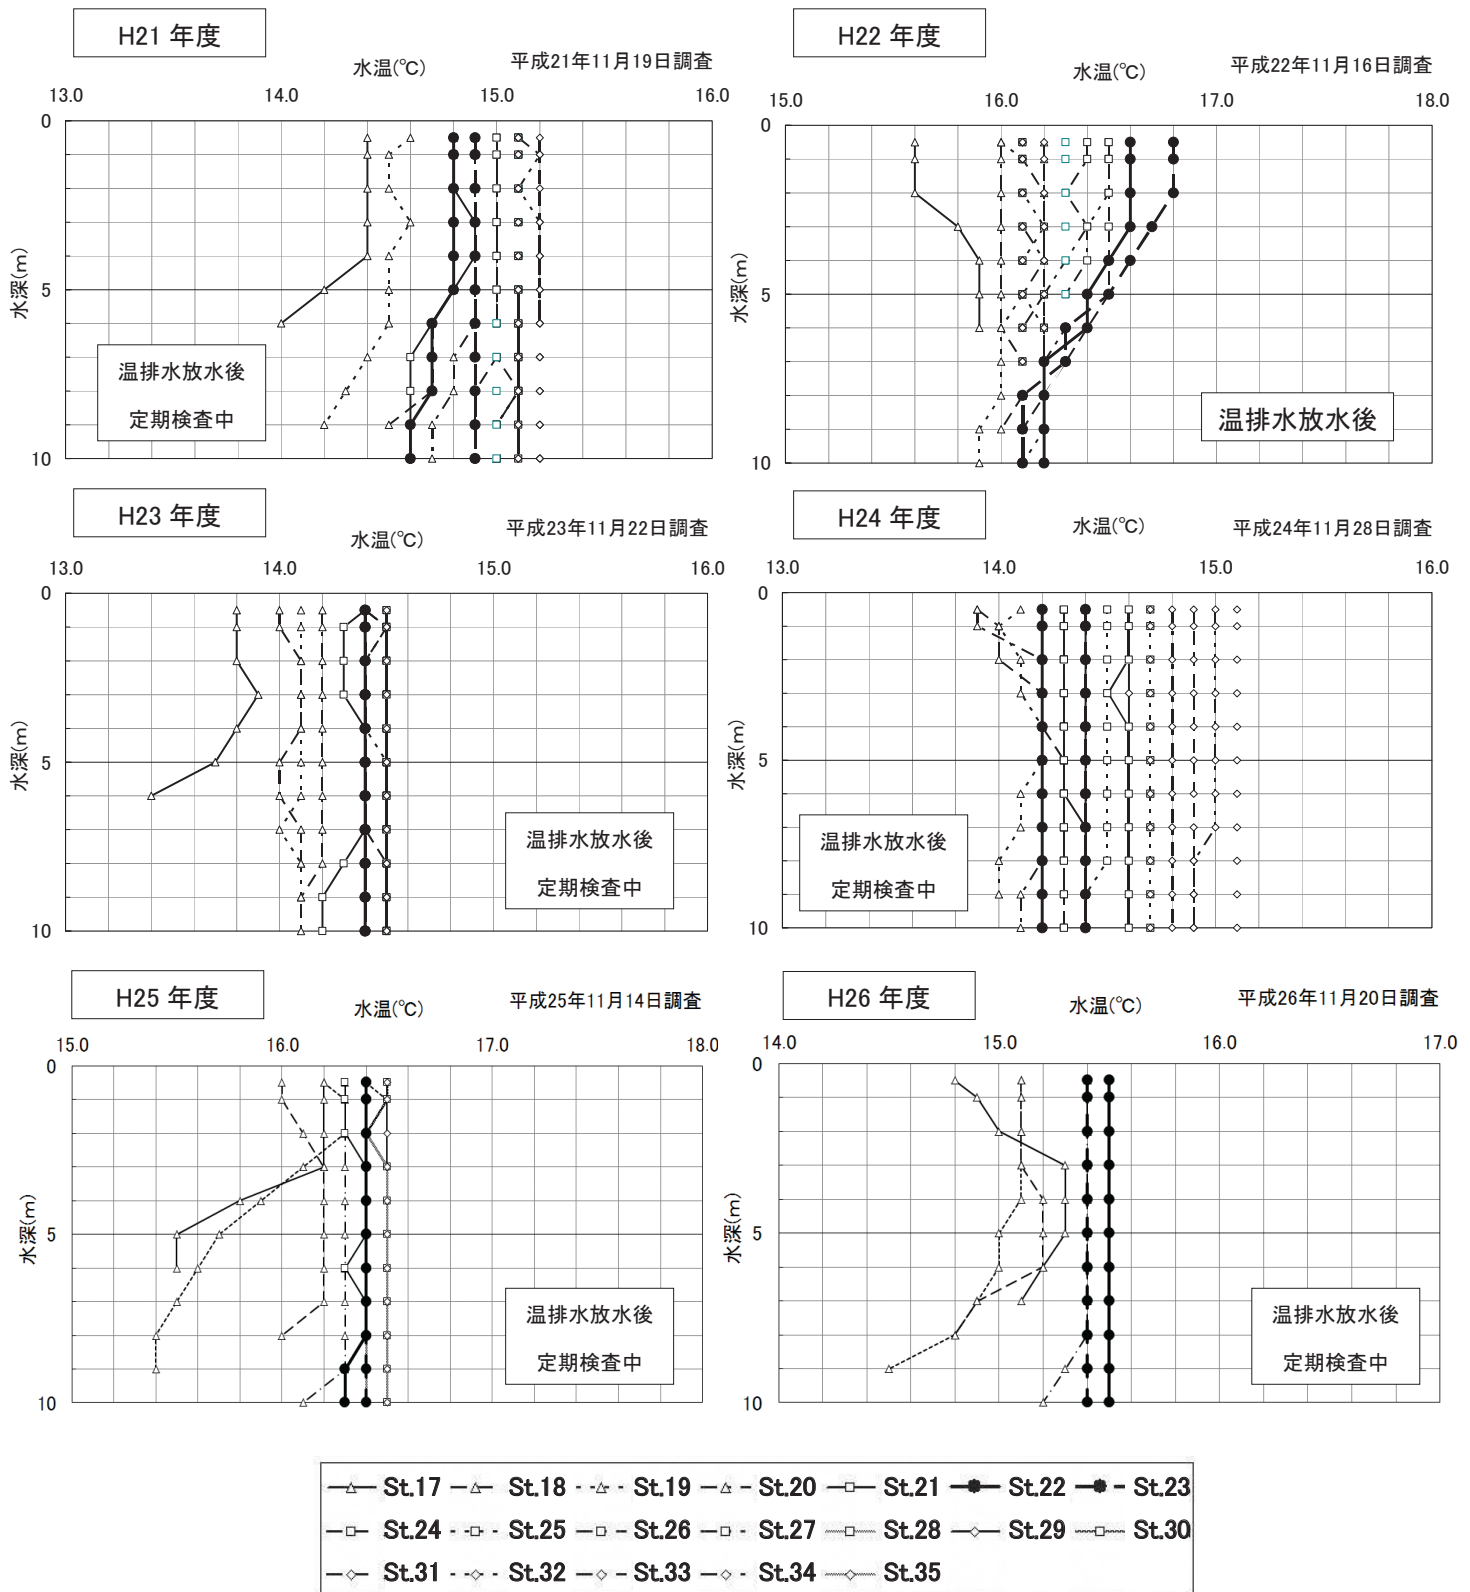 H21 年度
平成21年11月19日調査
水温(℃)
13.0 14.0 15.0 16.0
0
5
10
水深(m)
温排水放水後
定期検査中
H22 年度
平成22年11月16日調査
水温(℃)
15.0 16.0 17.0 18.0
0
5
10
水深(m)
温排水放水後
H23 年度
平成23年11月22日調査
水温(℃)
13.0 14.0 15.0 16.0
0
5
10
水深(m)
温排水放水後
定期検査中
H24 年度
平成24年11月28日調査
水温(℃)
13.0 14.0 15.0 16.0
0
5
10
水深(m)
温排水放水後
定期検査中
H25 年度
平成25年11月14日調査
水温(℃)
15.0 16.0 17.0 18.0
0
5
10
水深(m)
温排水放水後
定期検査中
H26 年度
平成26年11月20日調査
水温(℃)
14.0 15.0 16.0 17.0
0
5
10
水深(m)
温排水放水後
定期検査中
St.17 St.18 St.19 St.20 St.21 St.22 St.23
St.24 St.25 St.26 St.27 St.28 St.29 St.30
St.31 St.32 St.33 St.34 St.35